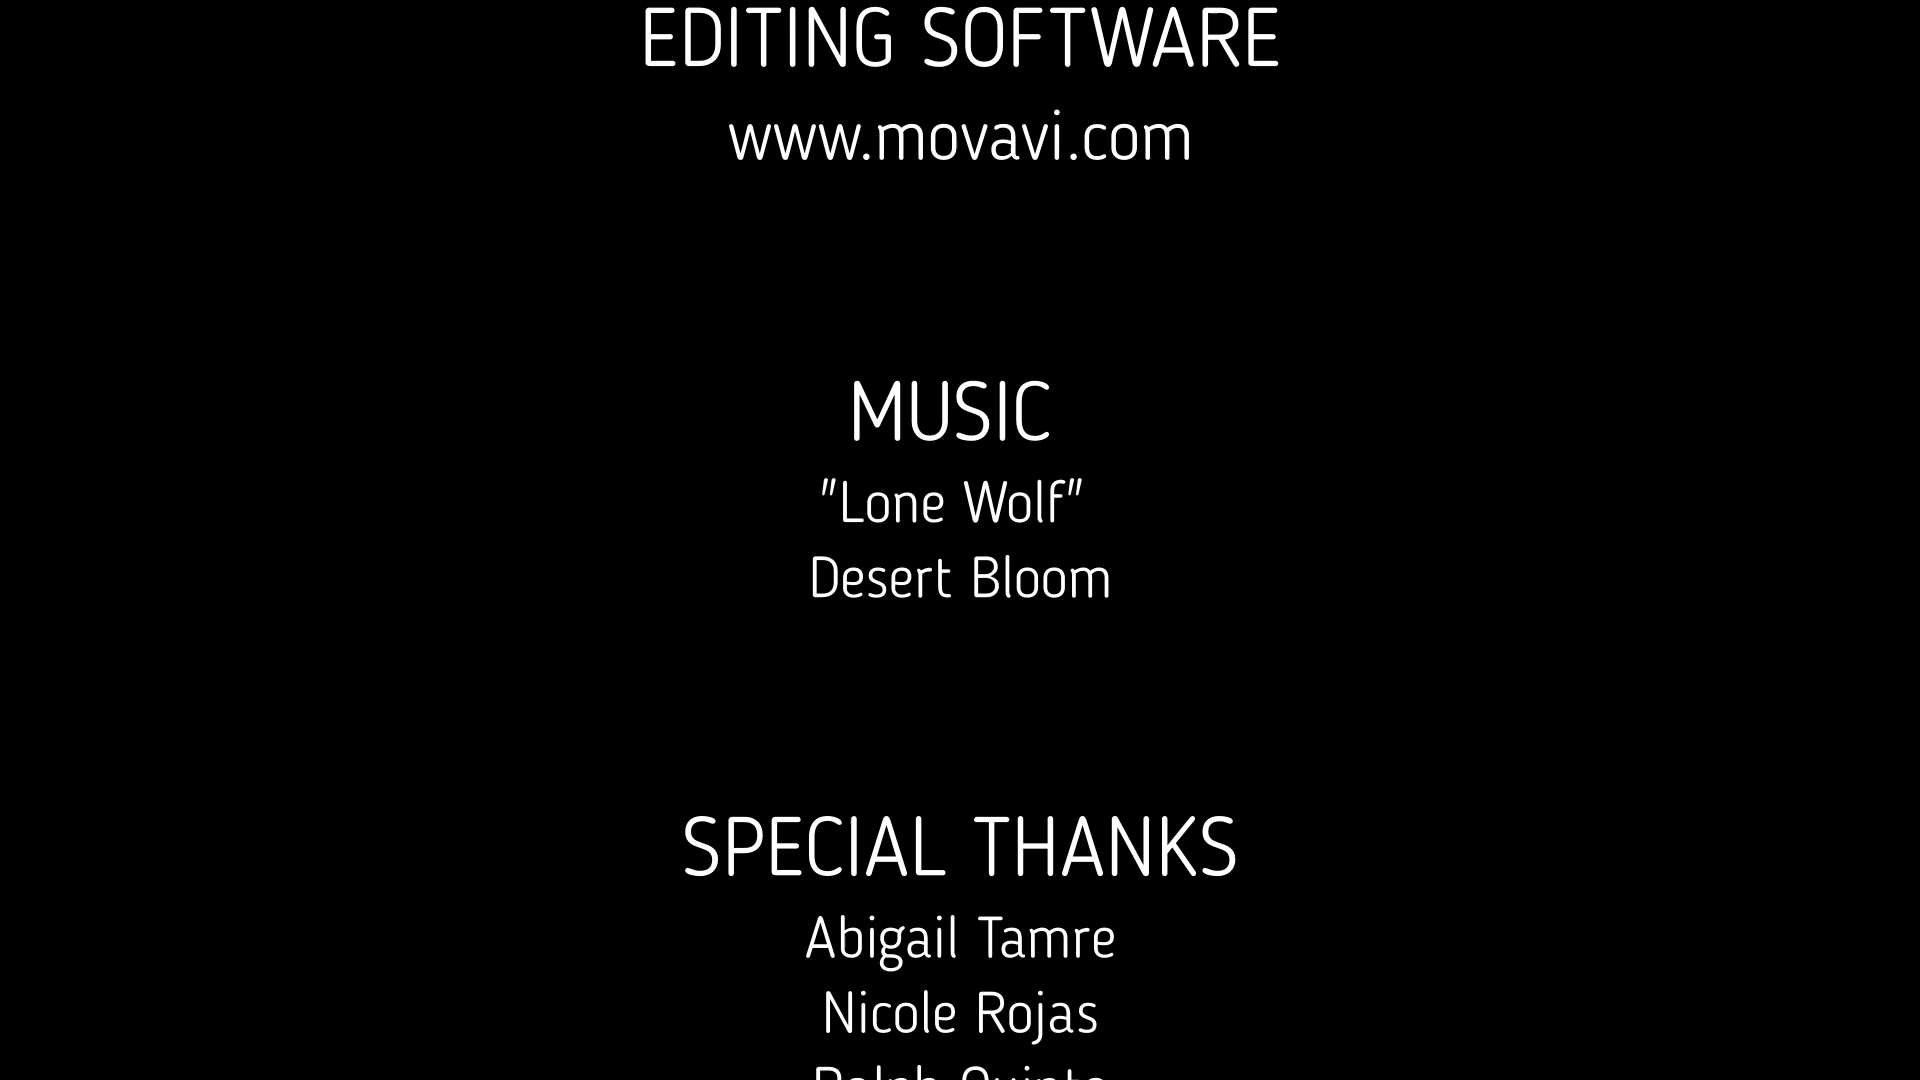 EDITING SOFTWARE
www.movavi.com
MUSIC
"Lone Wolf"
Desert Bloom
SPECIAL THANKS
Abigail Tamre
Nicole Rojas